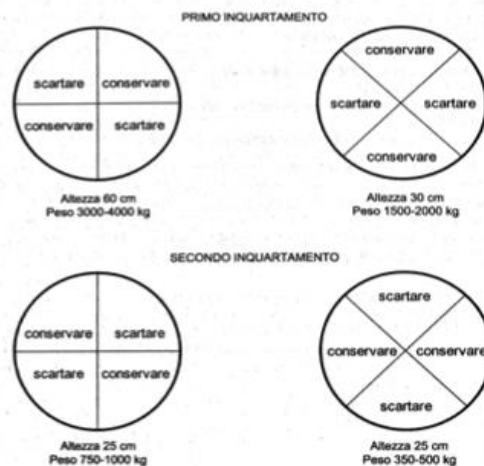 PRIMO INQUARTAMENTO
scartare conservare
conservare scartare
Altezza 60 cm
Peso 3000-4000 kg
conservare
scartare scartare
conservare
Altezza 30 cm
Peso 1500-2000 kg
SECONDO INQUARTAMENTO
conservare scartare
scartare conservare
Altezza 25 cm
Peso 750-1000 kg
scartare
conservare conservare
scartare
Altezza 25 cm
Peso 350-500 kg